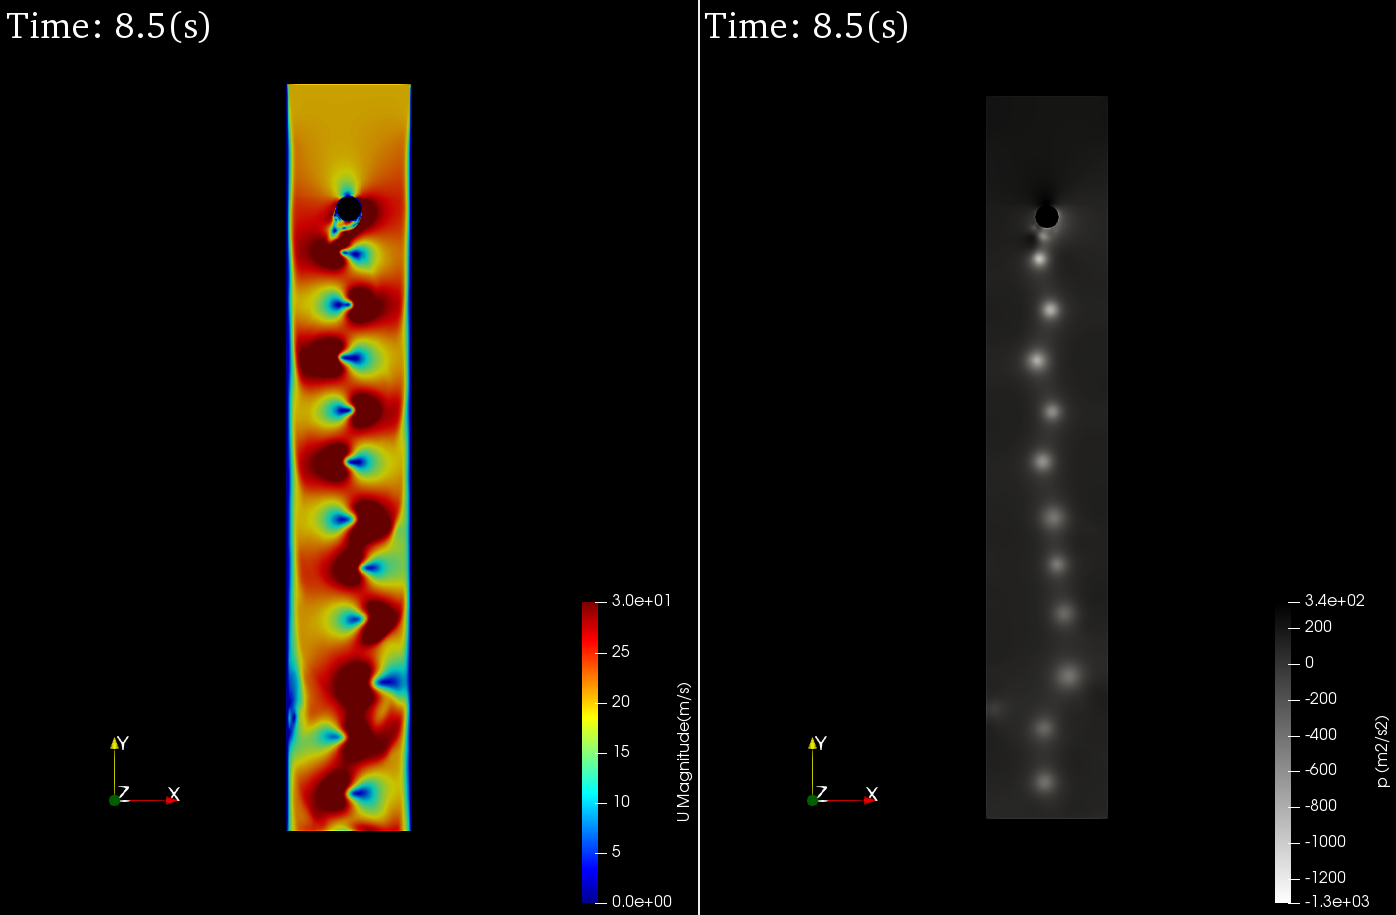 Time: 8.5(s)
3.0e+01
25
20
15
10
5
0.0e+00
U Magnitude(m/s)
Y
Z
X
Time: 8.5(s)
3.4e+02
200
0
-200
-400
-600
-800
-1000
-1200
-1.3e+03
p (m2/s2)
Y
Z
X